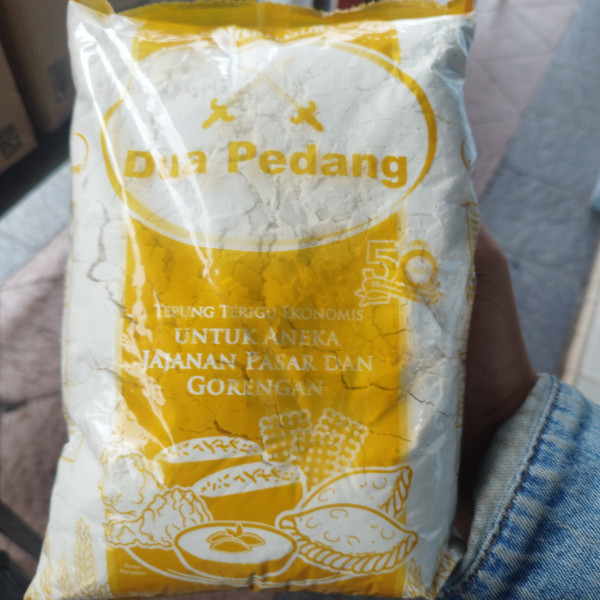 Dua Pedang
TEPUNG TERIGU EKONOMIS
UNTUK ANEKA
JAJANAN PASAR DAN
GORENGAN